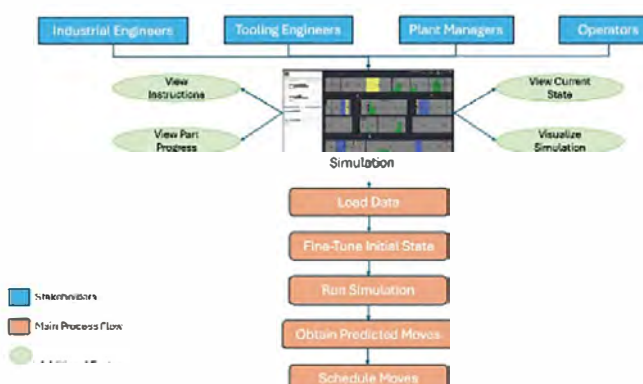 Industrial Engineers
Tooling Engineers
Plant Managers
Operators
View
Instructions
View Current
State
View Part
Progress
Visualize
Simulation
Simulation
Load Data
Fine-Tune Initial State
Run Simulation
Obtain Predicted Moves
Schedule Moves
Stakeholders
Main Process Flow